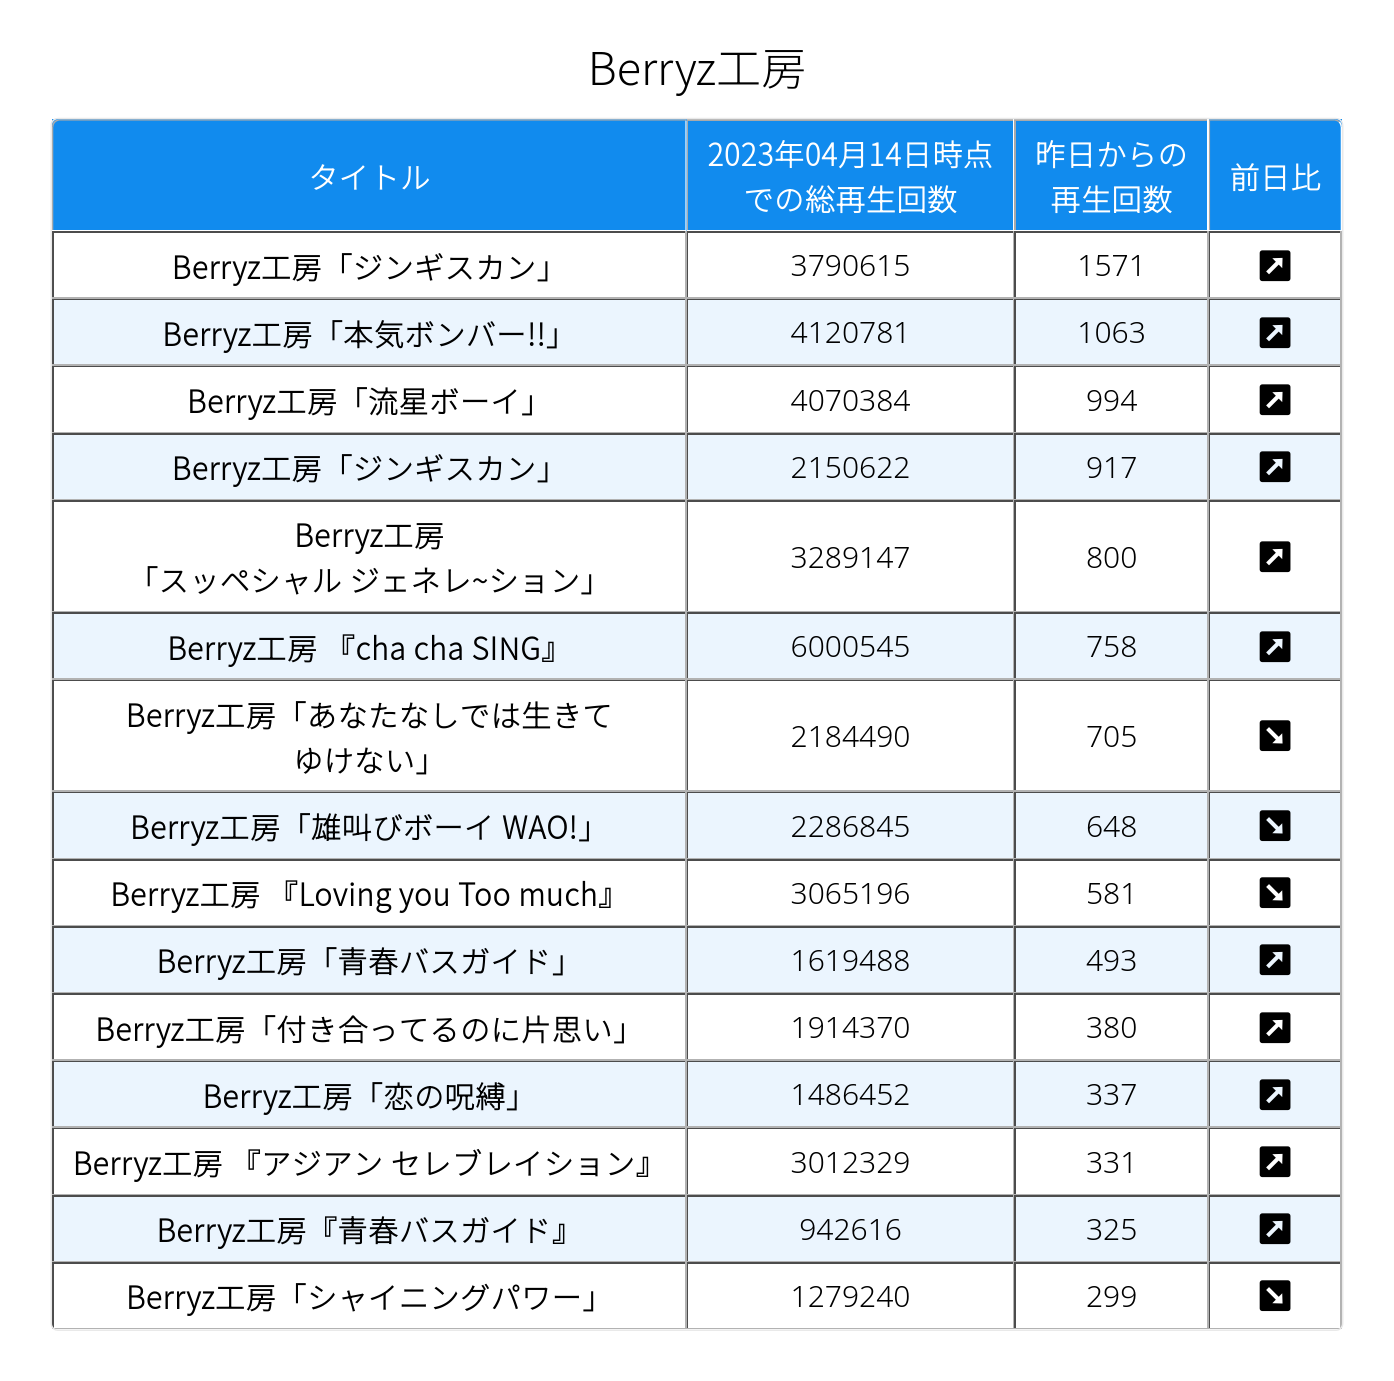 Berryz工房
タイトル
2023年04月14日時点
での総再生回数
昨日からの
再生回数
前日比
Berryz工房「ジンギスカン」 3790615 1571 ↗
Berryz工房「本気ボンバー!!」 4120781 1063 ↗
Berryz工房「流星ボーイ」 4070384 994 ↗
Berryz工房「ジンギスカン」 2150622 917 ↗
Berryz工房
「スッペシャル ジェネレ~ション」 3289147 800 ↗
Berryz工房 『cha cha SING』 6000545 758 ↗
Berryz工房「あなたなしでは生きて
ゆけない」 2184490 705 ↘
Berryz工房「雄叫びボーイ WAO!」 2286845 648 ↘
Berryz工房 『Loving you Too much』 3065196 581 ↘
Berryz工房「青春バスガイド」 1619488 493 ↗
Berryz工房「付き合ってるのに片思い」 1914370 380 ↗
Berryz工房「恋の呪縛」 1486452 337 ↗
Berryz工房 『アジアン セレブレイション』 3012329 331 ↗
Berryz工房『青春バスガイド』 942616 325 ↗
Berryz工房「シャイニングパワー」 1279240 299 ↘